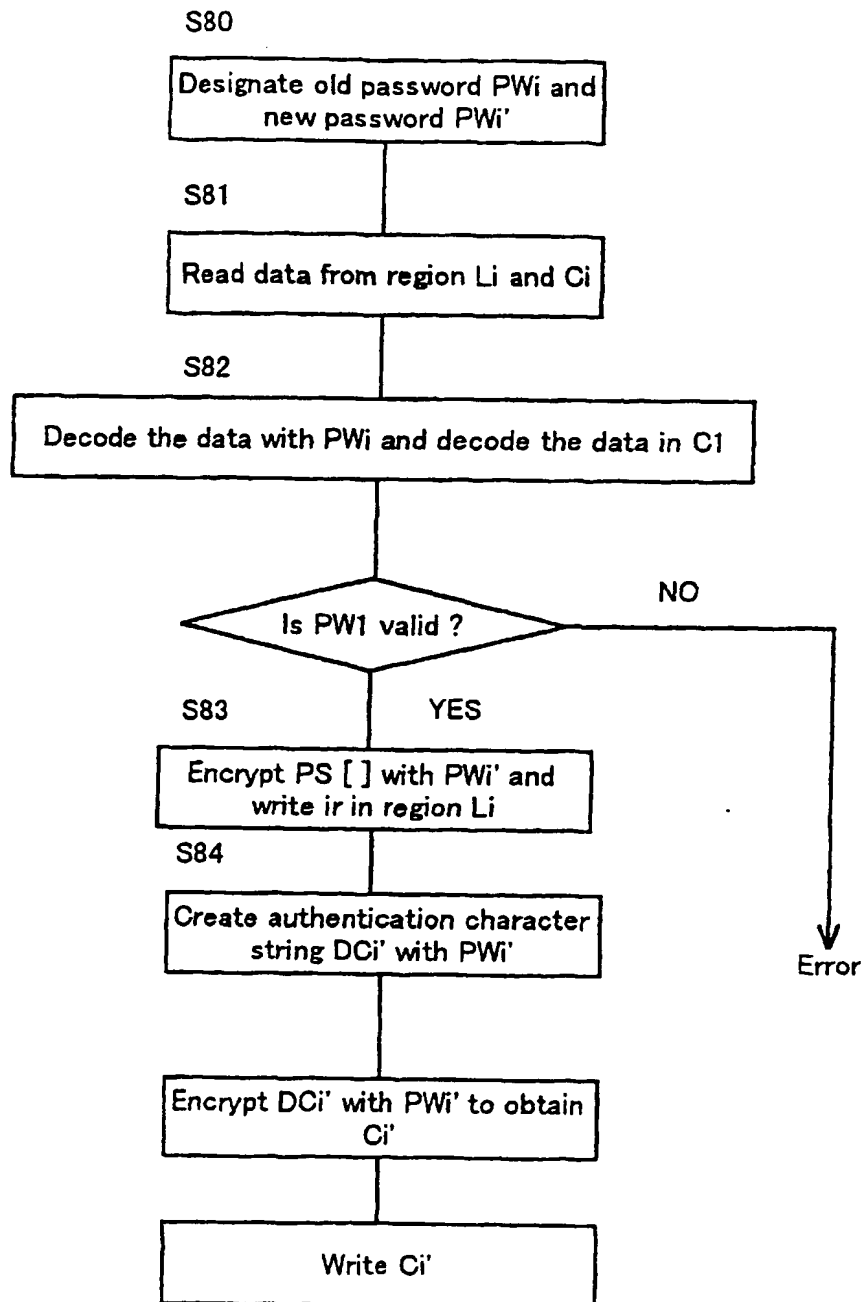 S80
Designate old password PWi and
new password PWi'
S81
Read data from region Li and Ci
S82
Decode the data with PWi and decode the data in C1
Is PW1 valid ?
NO
S83
YES
Encrypt PS [ ] with PWi' and
write ir in region Li
S84
Create authentication character
string DCi' with PWi'
Error
Encrypt DCi' with PWi' to obtain
Ci'
Write Ci'